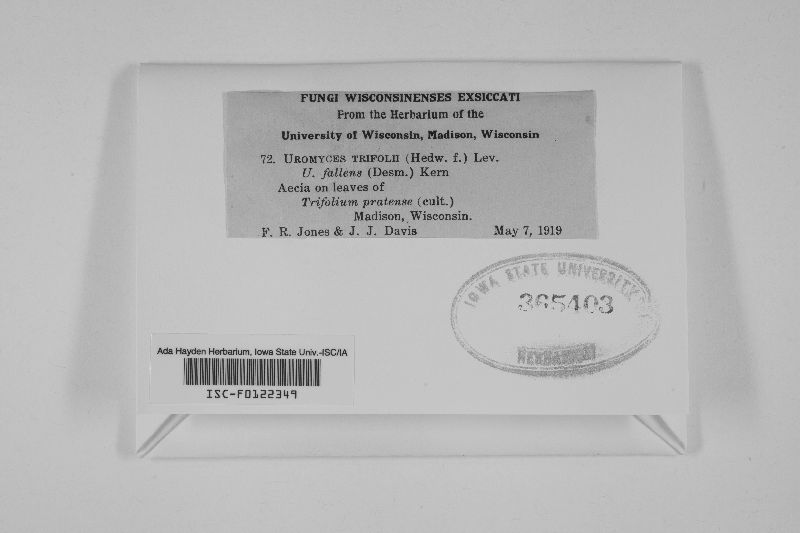 FUNGI WISCONSINENSES EXSICCATI
From the Herbarium of the
University of Wisconsin, Madison, Wisconsin
72. UROMYCES TRIFOLII (Hedw. f.) Lev.
U. fallens (Desm.) Kern
Aecia on leaves of
Trifolium pratense (cult.)
Madison, Wisconsin.
F. R. Jones & J. J. Davis May 7, 1919
IOWA STATE UNIVERSITY
365403
HERBARIUM
Ada Hayden Herbarium, Iowa State Univ.-ISC/IA
ISC-F0122349